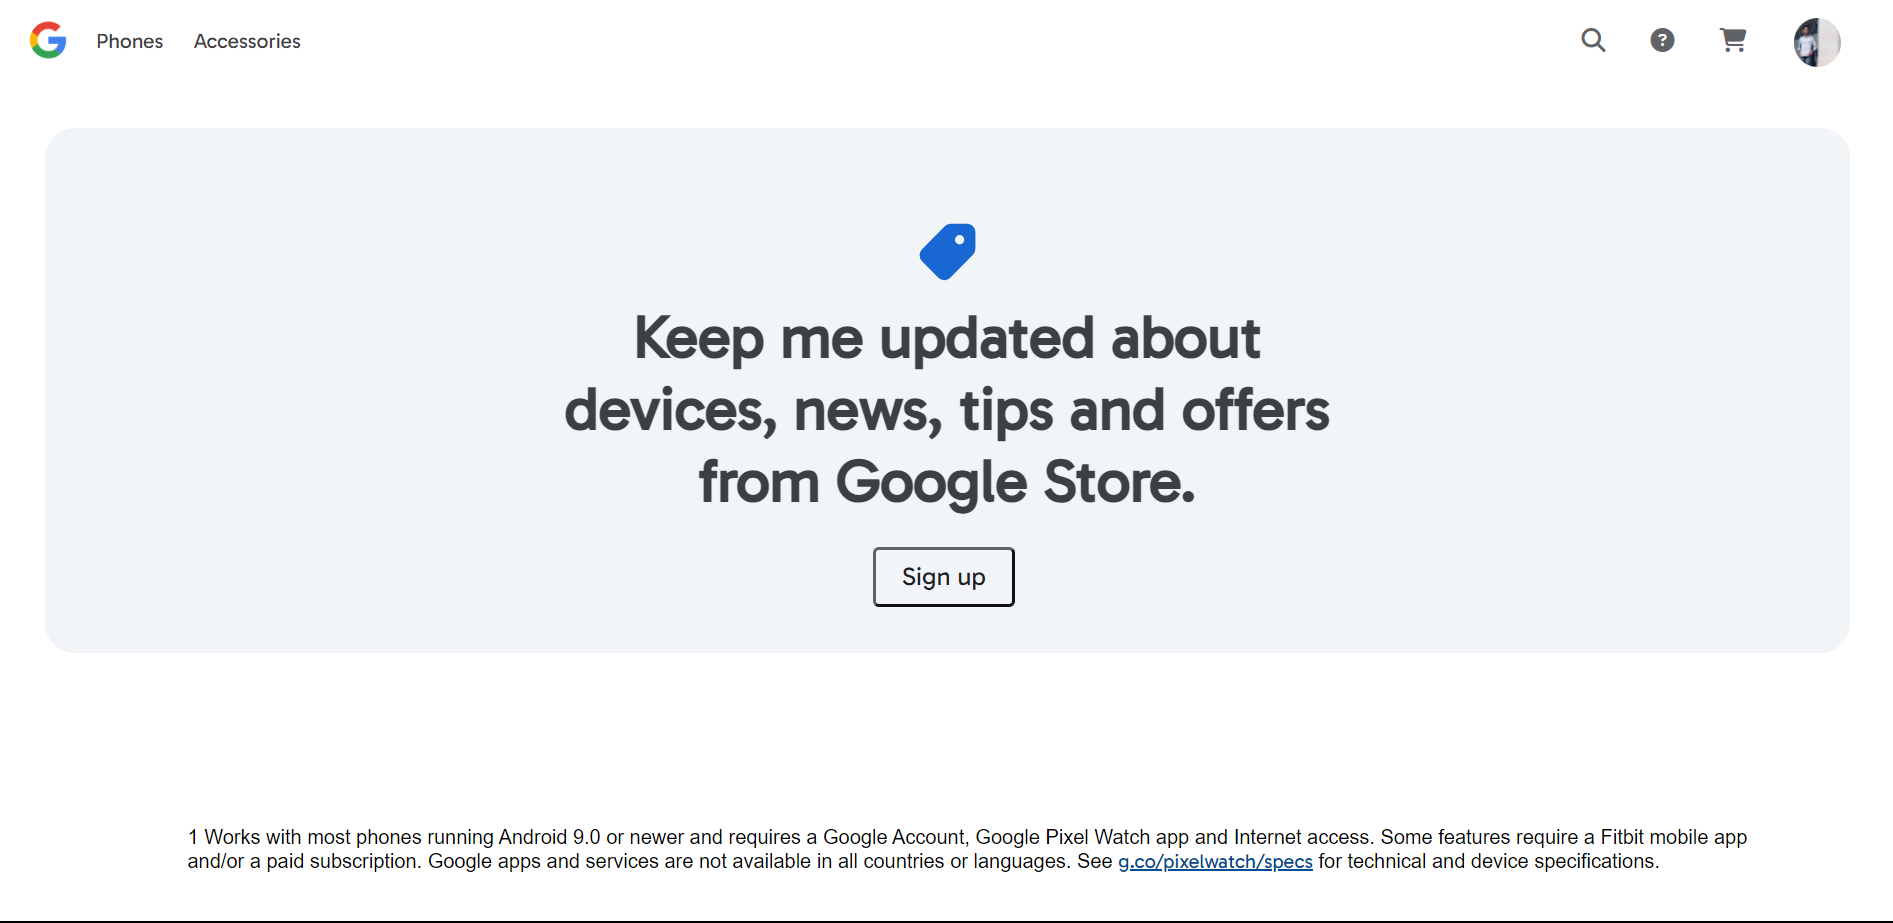 Phones Accessories
Keep me updated about
devices, news, tips and offers
from Google Store.
Sign up
1 Works with most phones running Android 9.0 or newer and requires a Google Account, Google Pixel Watch app and Internet access. Some features require a Fitbit mobile app
and/or a paid subscription. Google apps and services are not available in all countries or languages. See g.co/pixelwatch/specs for technical and device specifications.